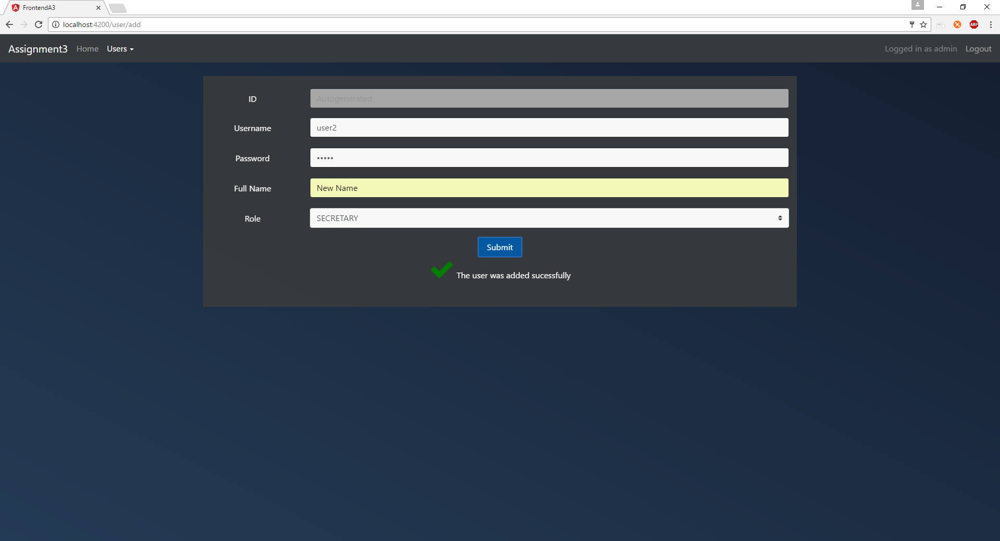 FrontendA3
localhost:4200/user/add
ABP
Assignment3 Home Users Logged in as admin Logout
ID Autogenerated
Username user2
Password •••••
Full Name New Name
Role SECRETARY
Submit
The user was added sucessfully